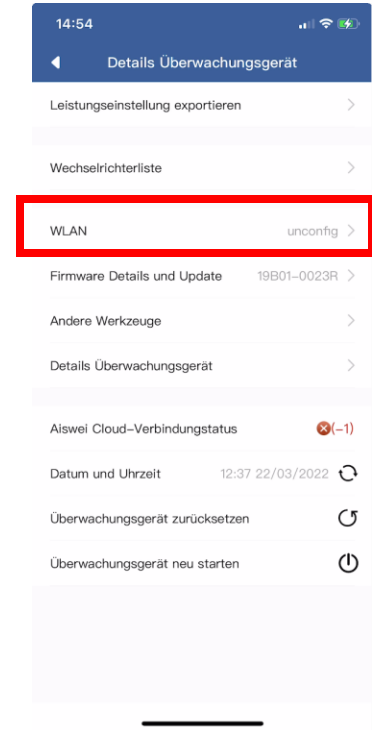 14:54
Details Überwachungsgerät
Leistungseinstellung exportieren
Wechselrichterliste
WLAN unconfig
Firmware Details und Update 19B01-0023R
Andere Werkzeuge
Details Überwachungsgerät
Aiswei Cloud-Verbindungstatus (-1)
Datum und Uhrzeit 12:37 22/03/2022
Überwachungsgerät zurücksetzen
Überwachungsgerät neu starten